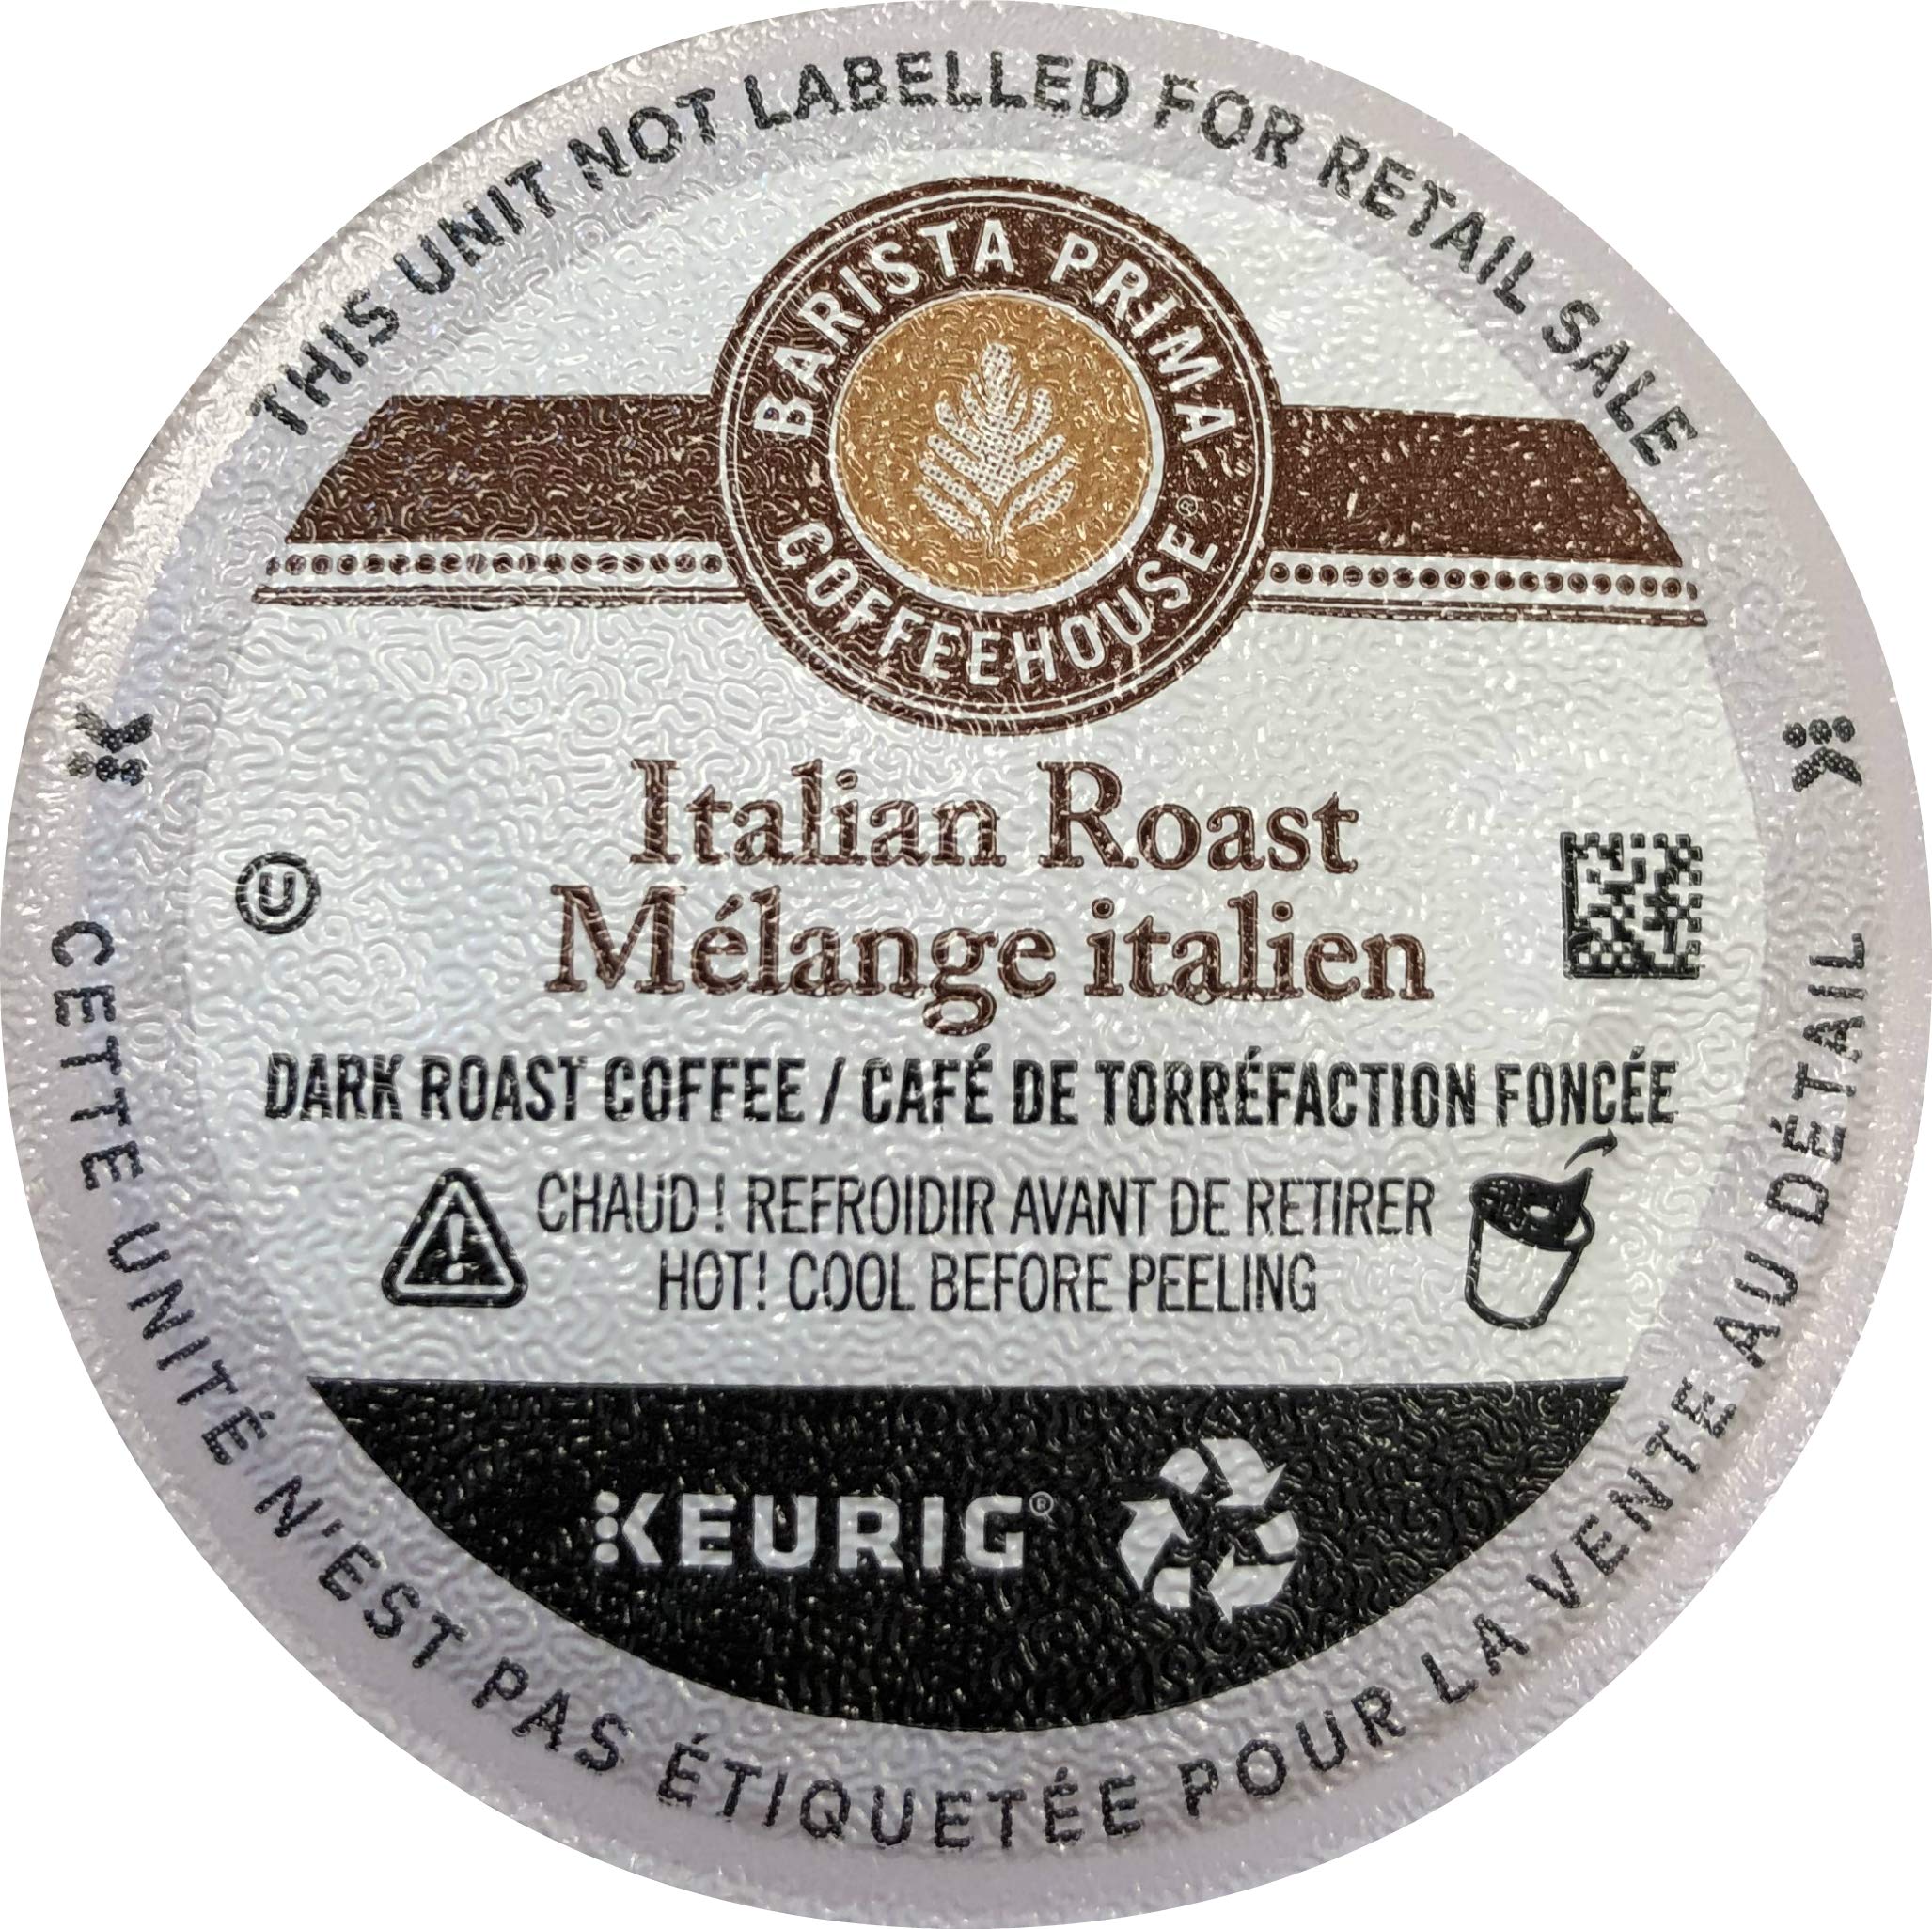 THIS UNIT NOT LABELLED FOR RETAIL SALE
BARISTA PRIMA
COFFEEHOUSE®
Italian Roast
Mélange italien
U
DARK ROAST COFFEE / CAFÉ DE TORRÉFACTION FONCÉE
CHAUD ! REFROIDIR AVANT DE RETIRER
HOT! COOL BEFORE PEELING
KEURIG®
CETTE UNITÉ N'EST PAS ÉTIQUETÉE POUR LA VENTE AU DÉTAIL